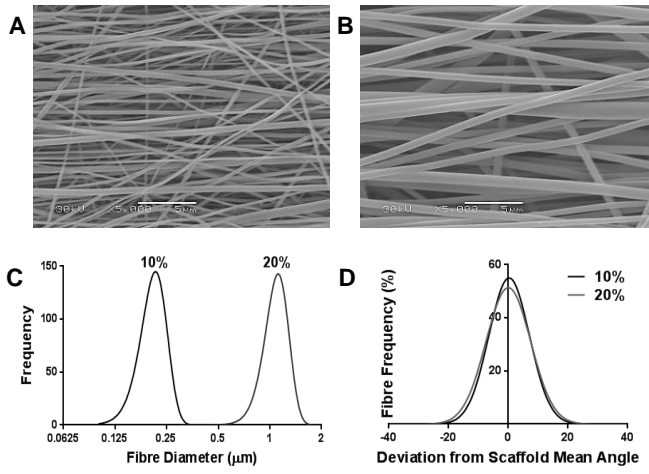 A
B
30kU X5,000 5μm
30kU X5,000 5μm
C
10% 20%
150
100
50
0
Frequency
0.0625 0.125 0.25 0.5 1 2
Fibre Diameter (μm)
D
10%
20%
60
40
20
Fibre Frequency (%)
-40 -20 0 20 40
Deviation from Scaffold Mean Angle